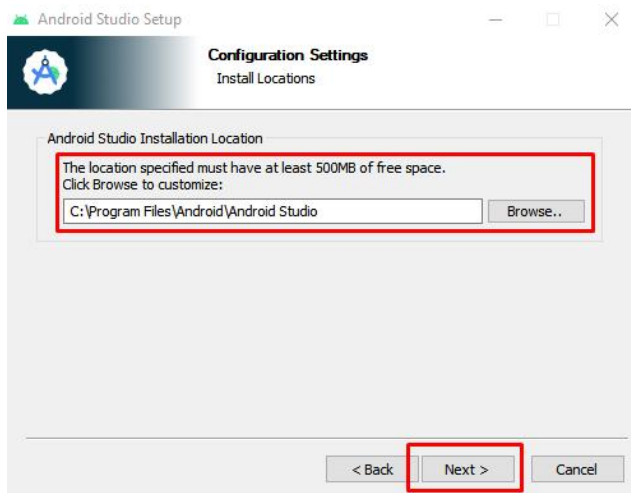 Android Studio Setup
Configuration Settings
Install Locations
Android Studio Installation Location
The location specified must have at least 500MB of free space.
Click Browse to customize:
C:\Program Files\Android\Android Studio
Browse..
< Back
Next >
Cancel